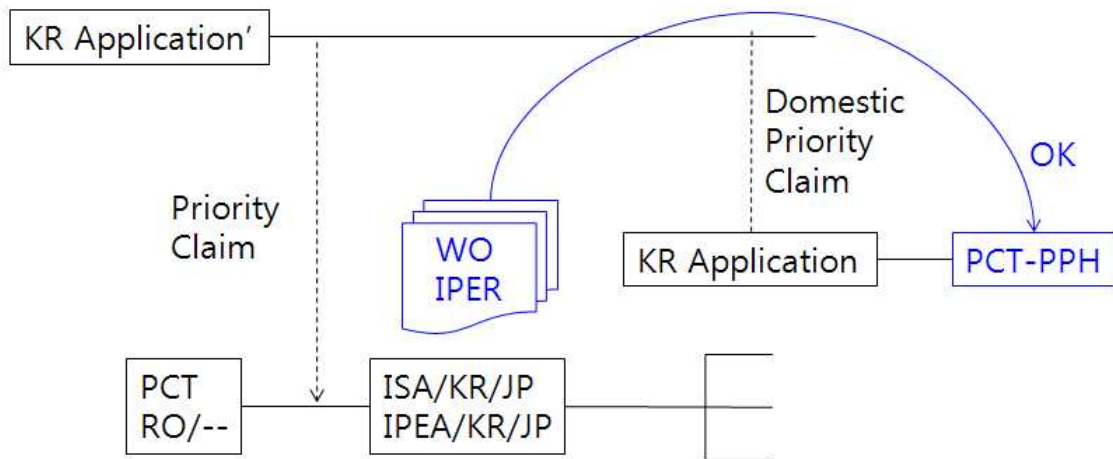 KR Application’
Priority
Claim
WO
IPER
Domestic
Priority
Claim
OK
KR Application
PCT-PPH
PCT
RO/--
ISA/KR/JP
IPEA/KR/JP